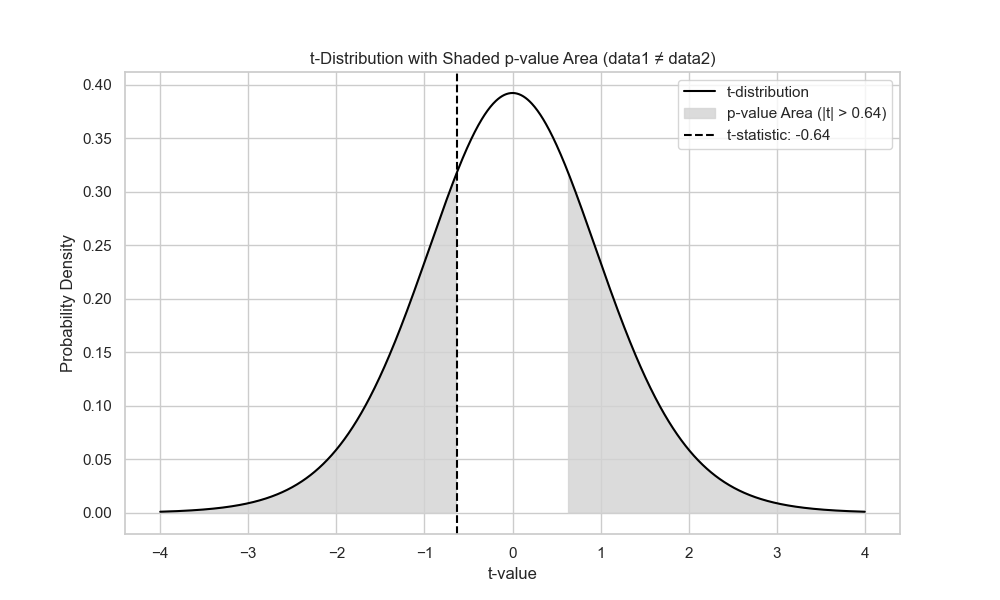 t-Distribution with Shaded p-value Area (data1 ≠ data2)
t-distribution
p-value Area (|t| > 0.64)
t-statistic: -0.64
Probability Density
0.40
0.35
0.30
0.25
0.20
0.15
0.10
0.05
0.00
−4 −3 −2 −1 0 1 2 3 4
t-value